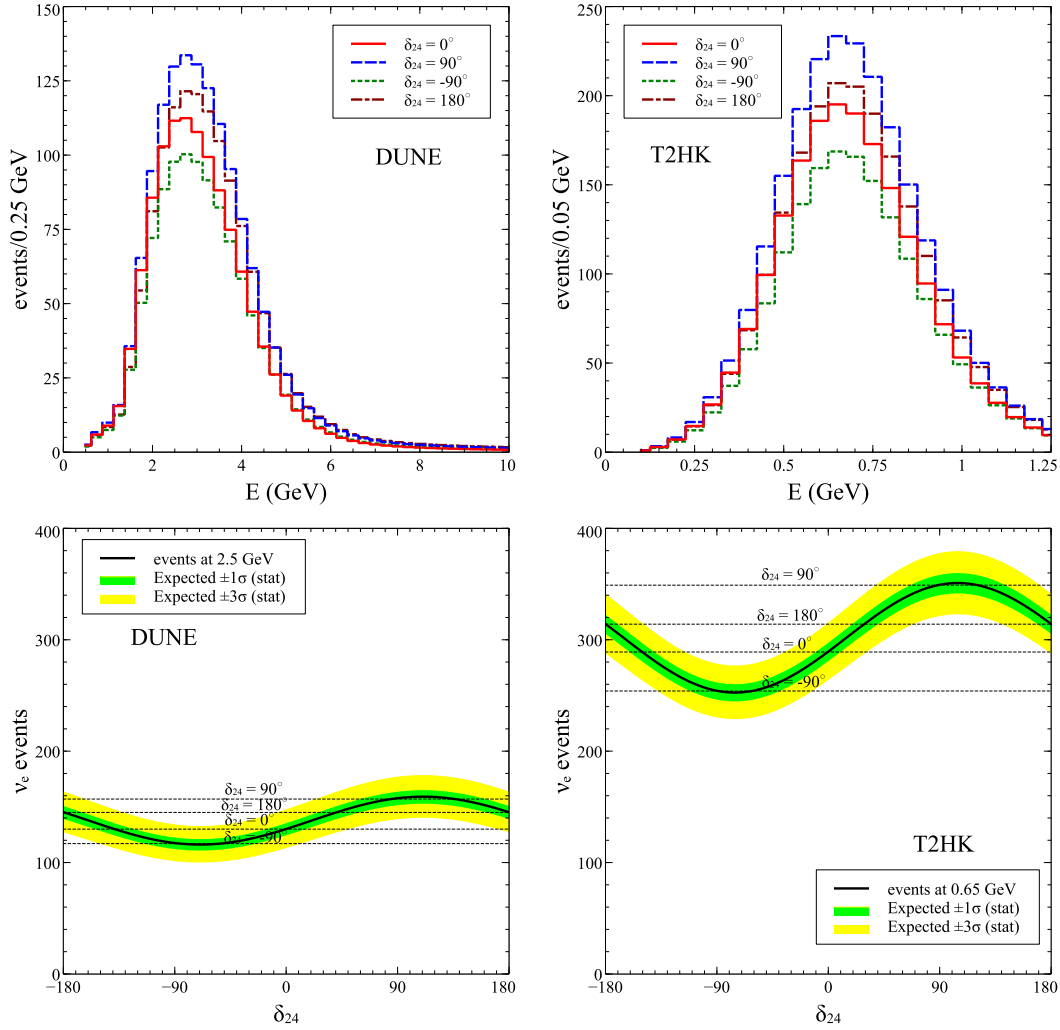 150
125
100
75
50
25
0
events/0.25 GeV
δ24 = 0°
δ24 = 90°
δ24 = -90°
δ24 = 180°
DUNE
0 2 4 6 8 10
E (GeV)
250
200
150
100
50
0
events/0.05 GeV
δ24 = 0°
δ24 = 90°
δ24 = -90°
δ24 = 180°
T2HK
0 0.25 0.5 0.75 1 1.25
E (GeV)
400
300
200
100
0
νe events
events at 2.5 GeV
Expected ±1σ (stat)
Expected ±3σ (stat)
DUNE
δ24 = 90°
δ24 = 180°
δ24 = 0°
δ24 = -90°
-180 -90 0 90 180
δ24
400
300
200
100
0
νe events
δ24 = 90°
δ24 = 180°
δ24 = 0°
δ24 = -90°
T2HK
events at 0.65 GeV
Expected ±1σ (stat)
Expected ±3σ (stat)
-180 -90 0 90 180
δ24